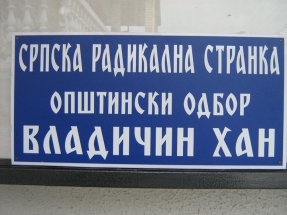 СРПСКА РАДИКАЛНА СТРАНКА
ОПШТИНСКИ ОДБОР
ВЛАДИЧИН ХАН